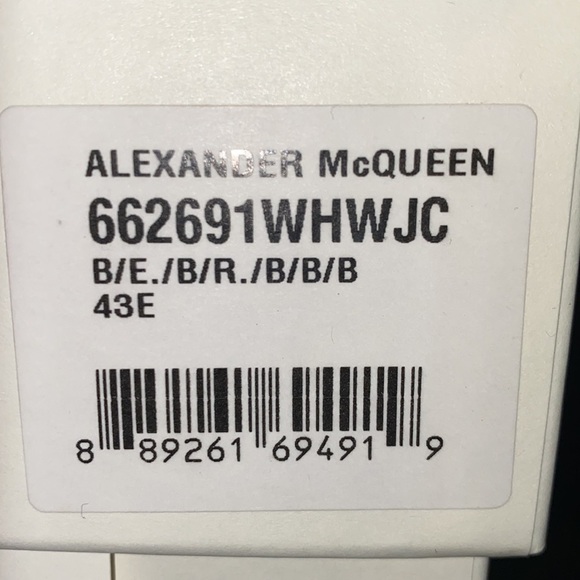 ALEXANDER McQUEEN
662691WHWJC
B/E./B/R./B/B/B
43E
8 89261 69491 9